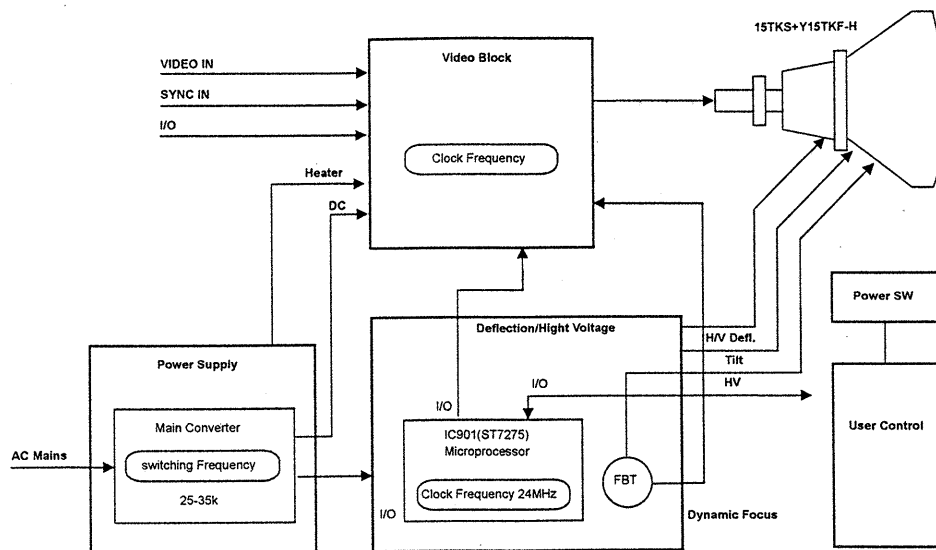 15TKS+Y15TKF-H
Video Block
VIDEO IN
SYNC IN
I/O
Clock Frequency
Heater
DC
Power SW
Deflection/Hight Voltage
H/V Defl.
Power Supply
Tilt
I/O
HV
I/O
Main Converter
IC901(ST7275)
Microprocessor
User Control
AC Mains
switching Frequency
FBT
25-35k
Clock Frequency 24MHz
I/O
Dynamic Focus